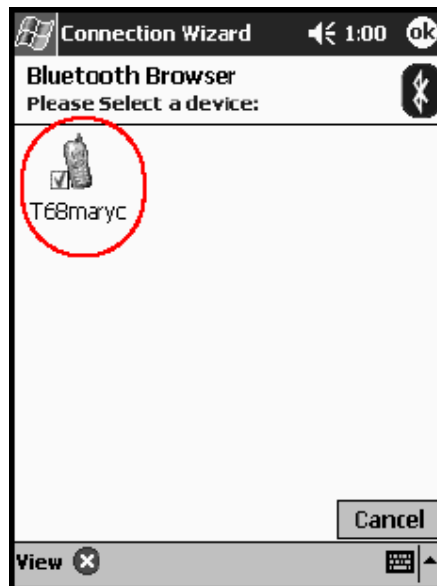 Connection Wizard 1:00 ok
Bluetooth Browser
Please Select a device:
T68maryc
Cancel
View